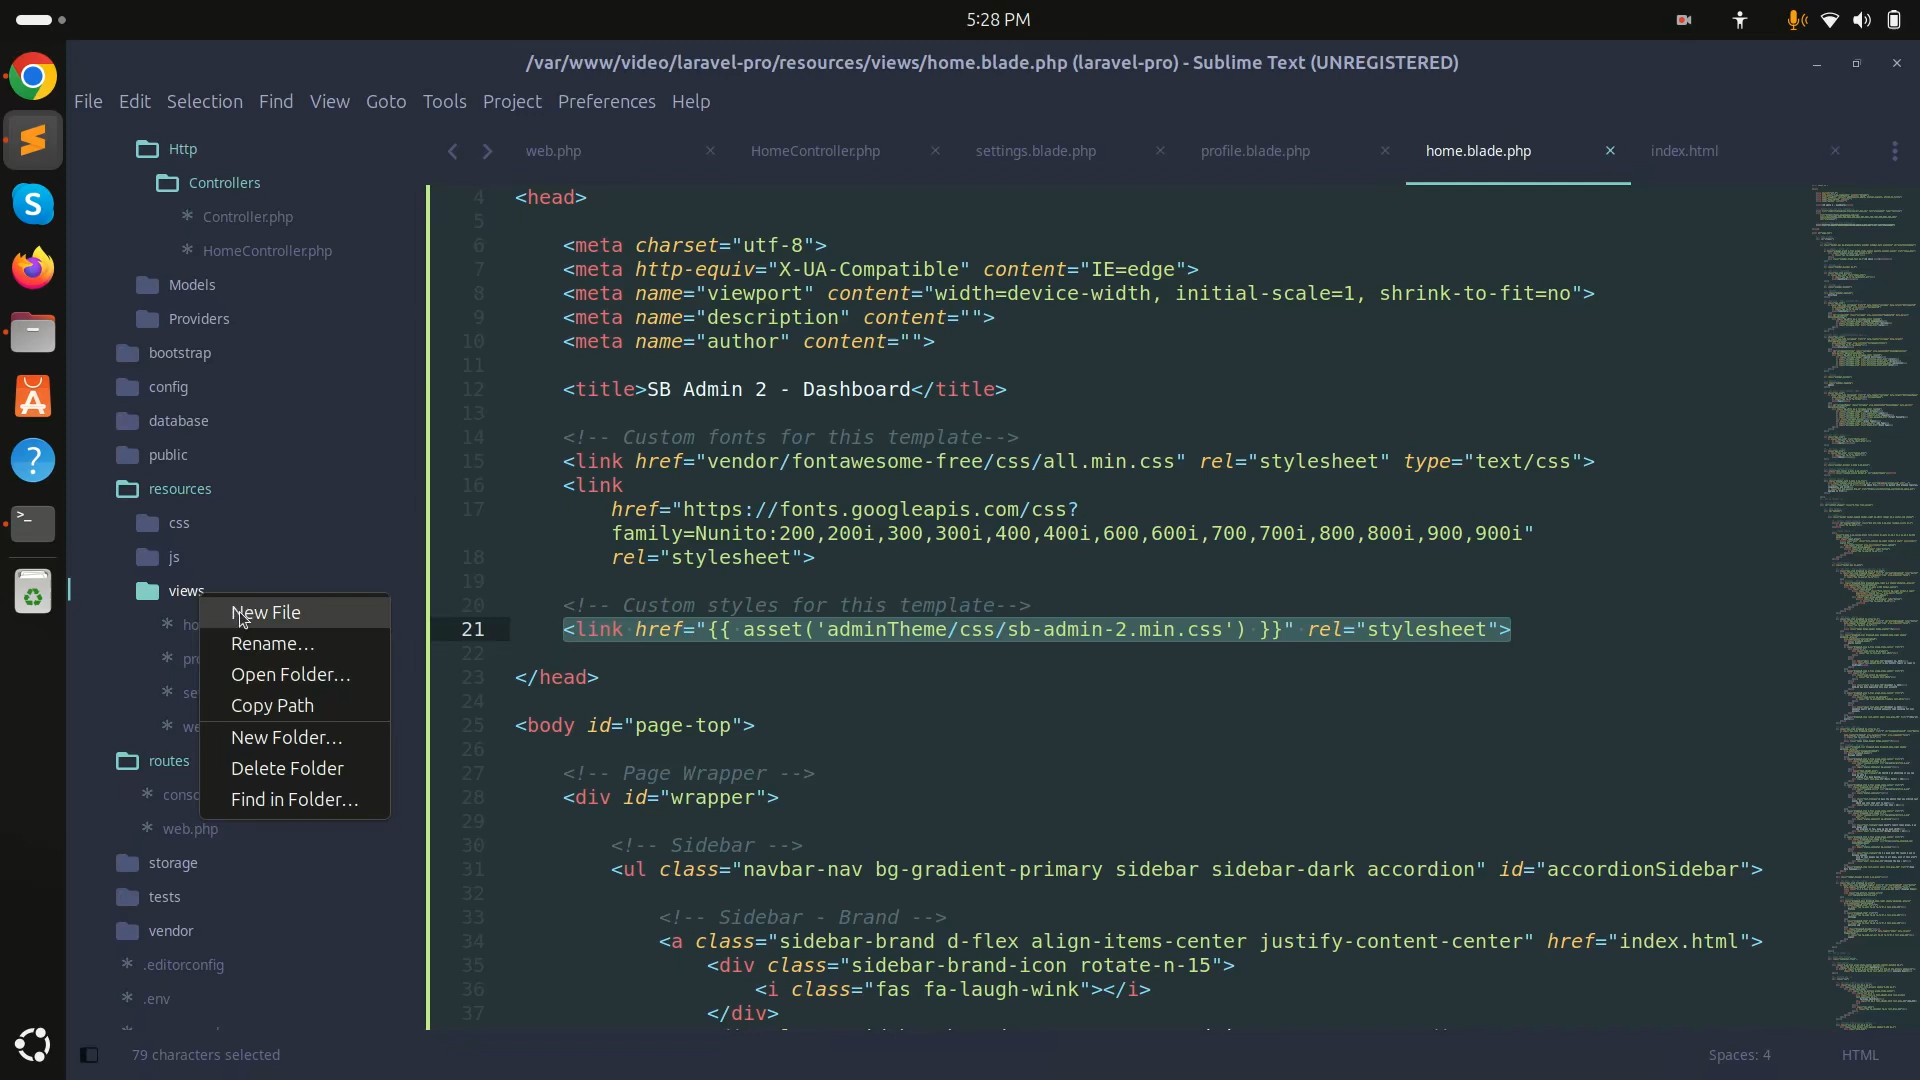 5:28 PM
/var/www/video/laravel-pro/resources/views/home.blade.php (laravel-pro) - Sublime Text (UNREGISTERED)
File Edit Selection Find View Goto Tools Project Preferences Help
web.php HomeController.php settings.blade.php profile.blade.php home.blade.php index.html
Http
Controllers
Controller.php
HomeController.php
Models
Providers
bootstrap
config
database
public
resources
css
js
views
routes
web.php
storage
tests
vendor
.editorconfig
.env
New File
Rename…
Open Folder…
Copy Path
New Folder…
Delete Folder
Find in Folder…
4 <head>
5
6 <meta charset="utf-8">
7 <meta http-equiv="X-UA-Compatible" content="IE=edge">
8 <meta name="viewport" content="width=device-width, initial-scale=1, shrink-to-fit=no">
9 <meta name="description" content="">
10 <meta name="author" content="">
11
12 <title>SB Admin 2 - Dashboard</title>
13
14 <!-- Custom fonts for this template-->
15 <link href="vendor/fontawesome-free/css/all.min.css" rel="stylesheet" type="text/css">
16 <link
17 href="https://fonts.googleapis.com/css?
family=Nunito:200,200i,300,300i,400,400i,600,600i,700,700i,800,800i,900,900i"
18 rel="stylesheet">
19
20 <!-- Custom styles for this template-->
21 <link href="{{ asset('adminTheme/css/sb-admin-2.min.css') }}" rel="stylesheet">
22
23 </head>
24
25 <body id="page-top">
26
27 <!-- Page Wrapper -->
28 <div id="wrapper">
29
30 <!-- Sidebar -->
31 <ul class="navbar-nav bg-gradient-primary sidebar sidebar-dark accordion" id="accordionSidebar">
32
33 <!-- Sidebar - Brand -->
34 <a class="sidebar-brand d-flex align-items-center justify-content-center" href="index.html">
35 <div class="sidebar-brand-icon rotate-n-15">
36 <i class="fas fa-laugh-wink"></i>
37 </div>
79 characters selected
Spaces: 4 HTML